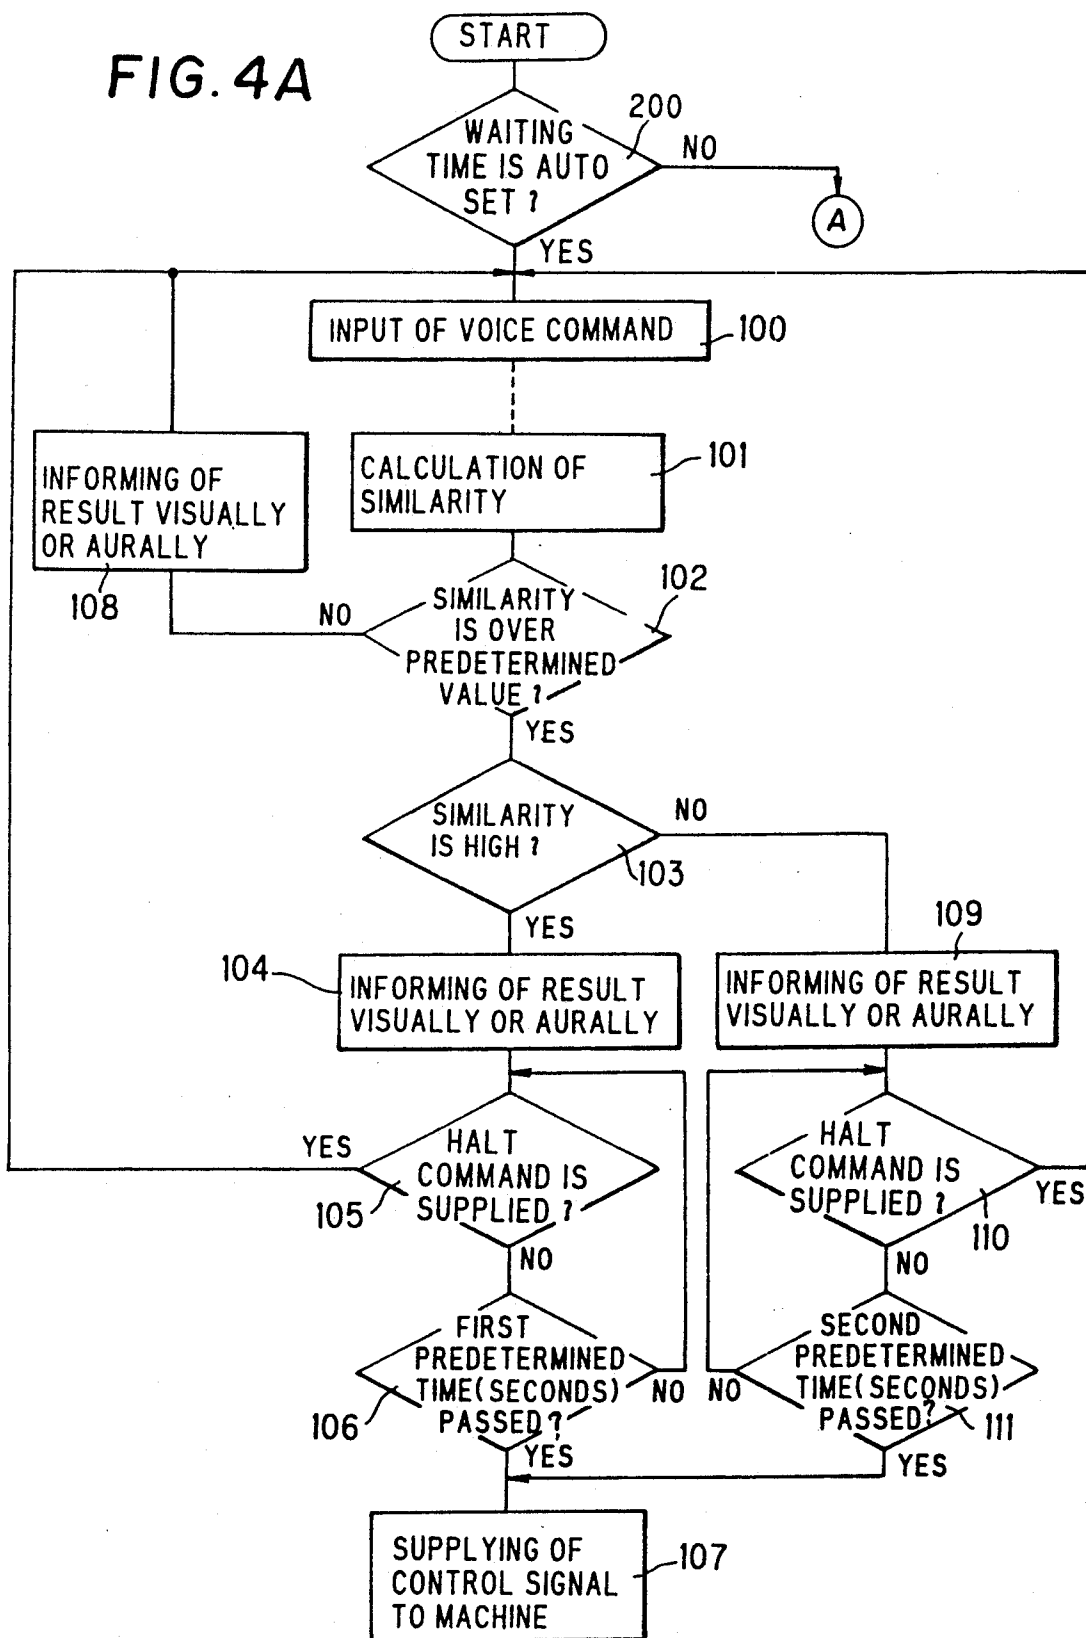 START
FIG. 4A
200
WAITING
TIME IS AUTO
SET ?
NO
A
YES
INPUT OF VOICE COMMAND
100
INFORMING OF
RESULT VISUALLY
OR AURALLY
108
CALCULATION OF
SIMILARITY
101
SIMILARITY
IS OVER
PREDETERMINED
VALUE ?
102
NO
YES
SIMILARITY
IS HIGH ?
103
NO
YES
104
INFORMING OF RESULT
VISUALLY OR AURALLY
109
INFORMING OF RESULT
VISUALLY OR AURALLY
YES
HALT
COMMAND IS
SUPPLIED ?
105
NO
HALT
COMMAND IS
SUPPLIED ?
YES
110
NO
FIRST
PREDETERMINED
TIME(SECONDS)
PASSED ?
106
NO
YES
SECOND
PREDETERMINED
TIME(SECONDS)
PASSED?
111
NO
YES
SUPPLYING OF
CONTROL SIGNAL
TO MACHINE
107